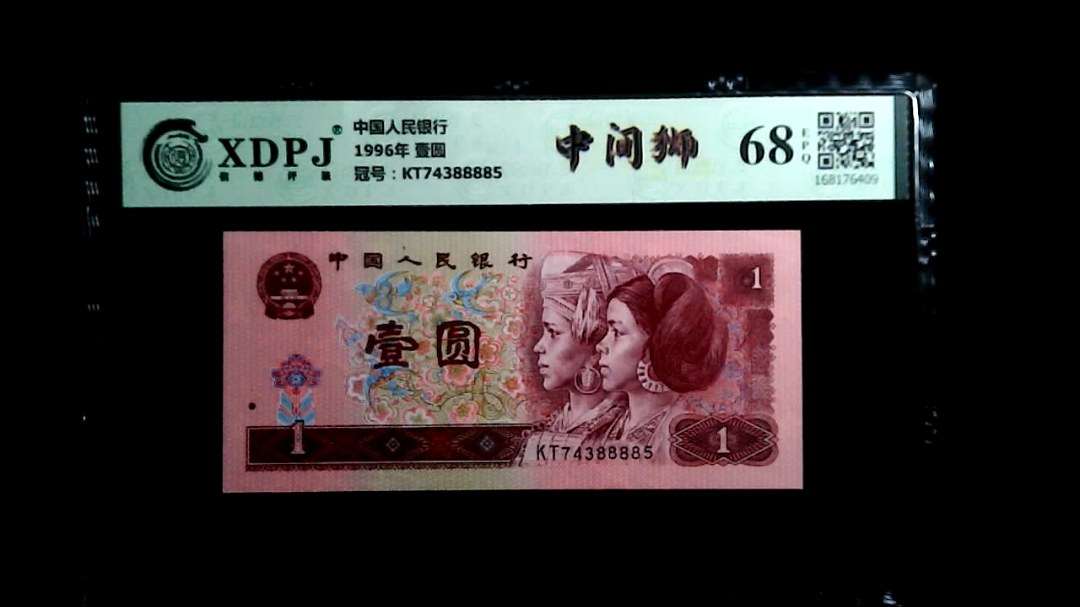 XDPJ®
中国人民银行
1996年 壹圆
冠号：KT74388885
中间狮
68
EPQ
168176409
中国人民银行
1
壹圆
1
KT74388885
1